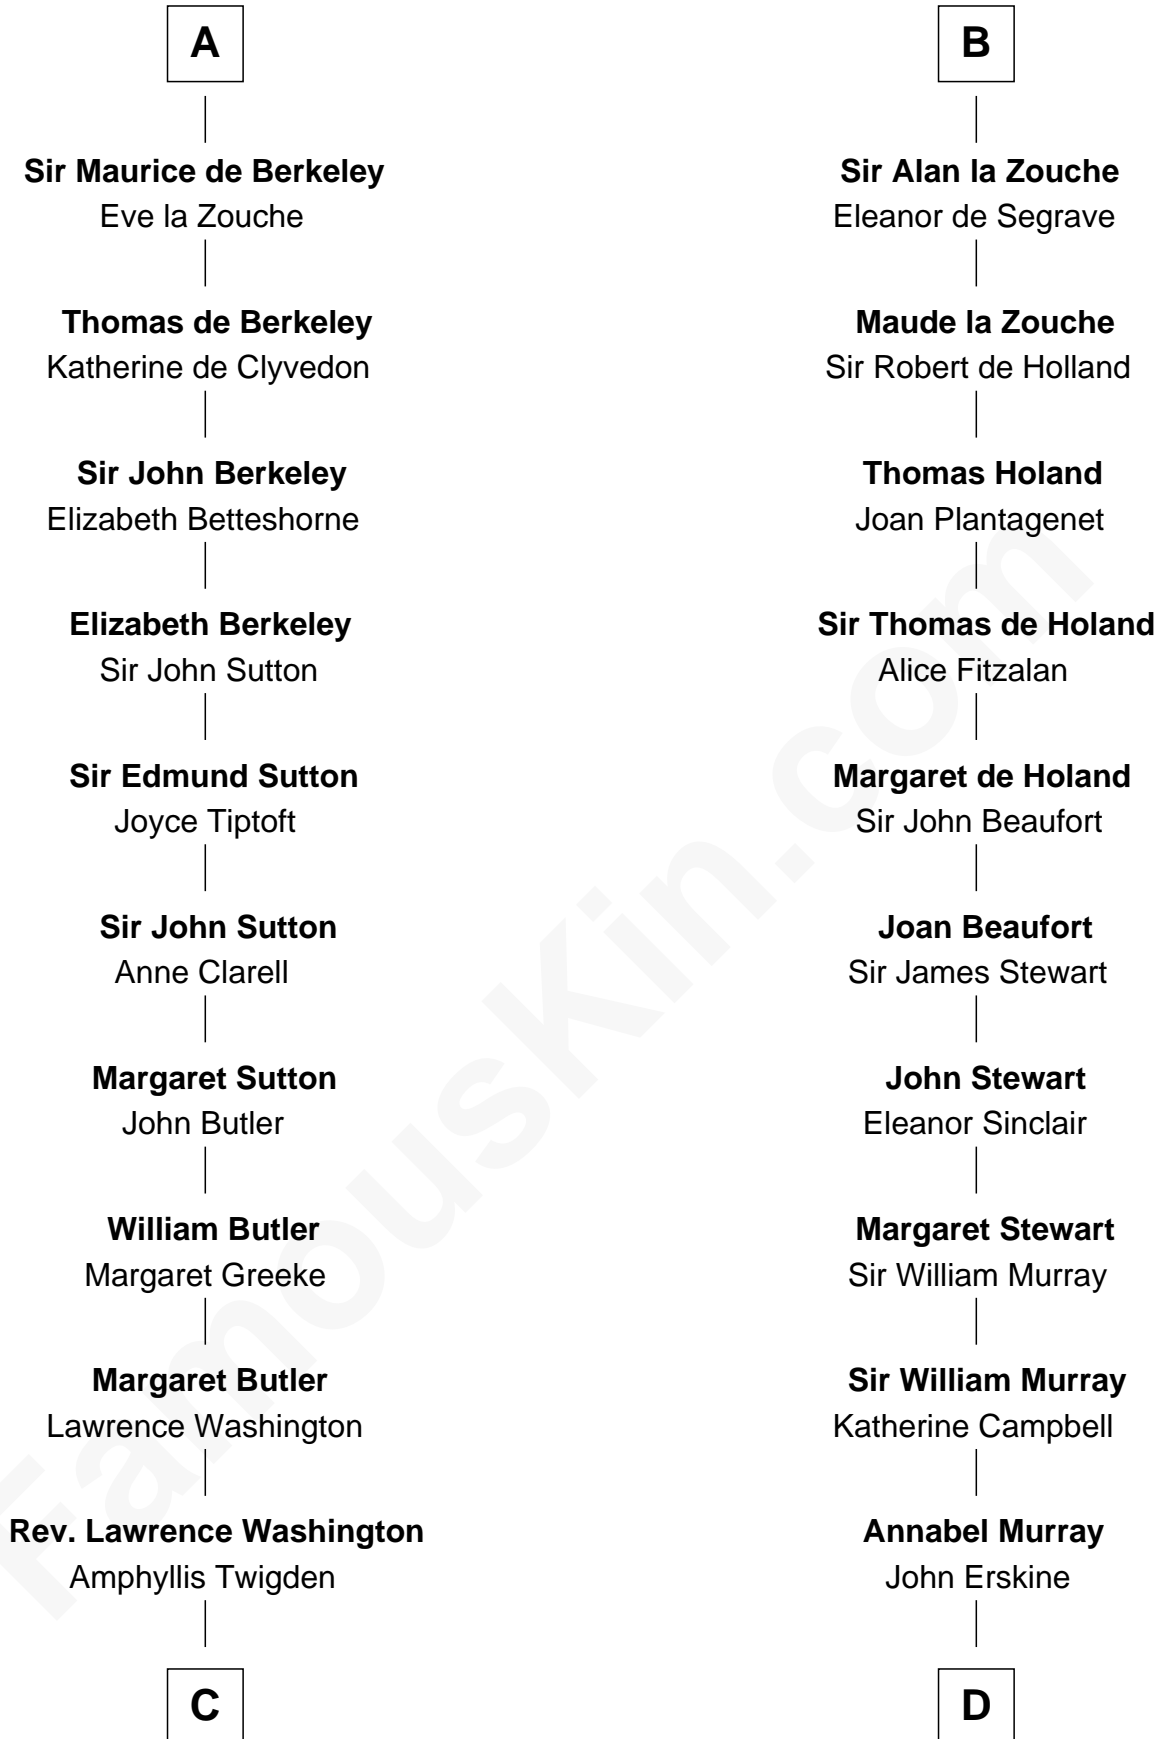 A
Sir Maurice de Berkeley
Eve la Zouche
Thomas de Berkeley
Katherine de Clyvedon
Sir John Berkeley
Elizabeth Betteshorne
Elizabeth Berkeley
Sir John Sutton
Sir Edmund Sutton
Joyce Tiptoft
Sir John Sutton
Anne Clarell
Margaret Sutton
John Butler
William Butler
Margaret Greeke
Margaret Butler
Lawrence Washington
Rev. Lawrence Washington
Amphyllis Twigden
C
B
Sir Alan la Zouche
Eleanor de Segrave
Maude la Zouche
Sir Robert de Holland
Thomas Holand
Joan Plantagenet
Sir Thomas de Holand
Alice Fitzalan
Margaret de Holand
Sir John Beaufort
Joan Beaufort
Sir James Stewart
John Stewart
Eleanor Sinclair
Margaret Stewart
Sir William Murray
Sir William Murray
Katherine Campbell
Annabel Murray
John Erskine
D
FamousKin.com